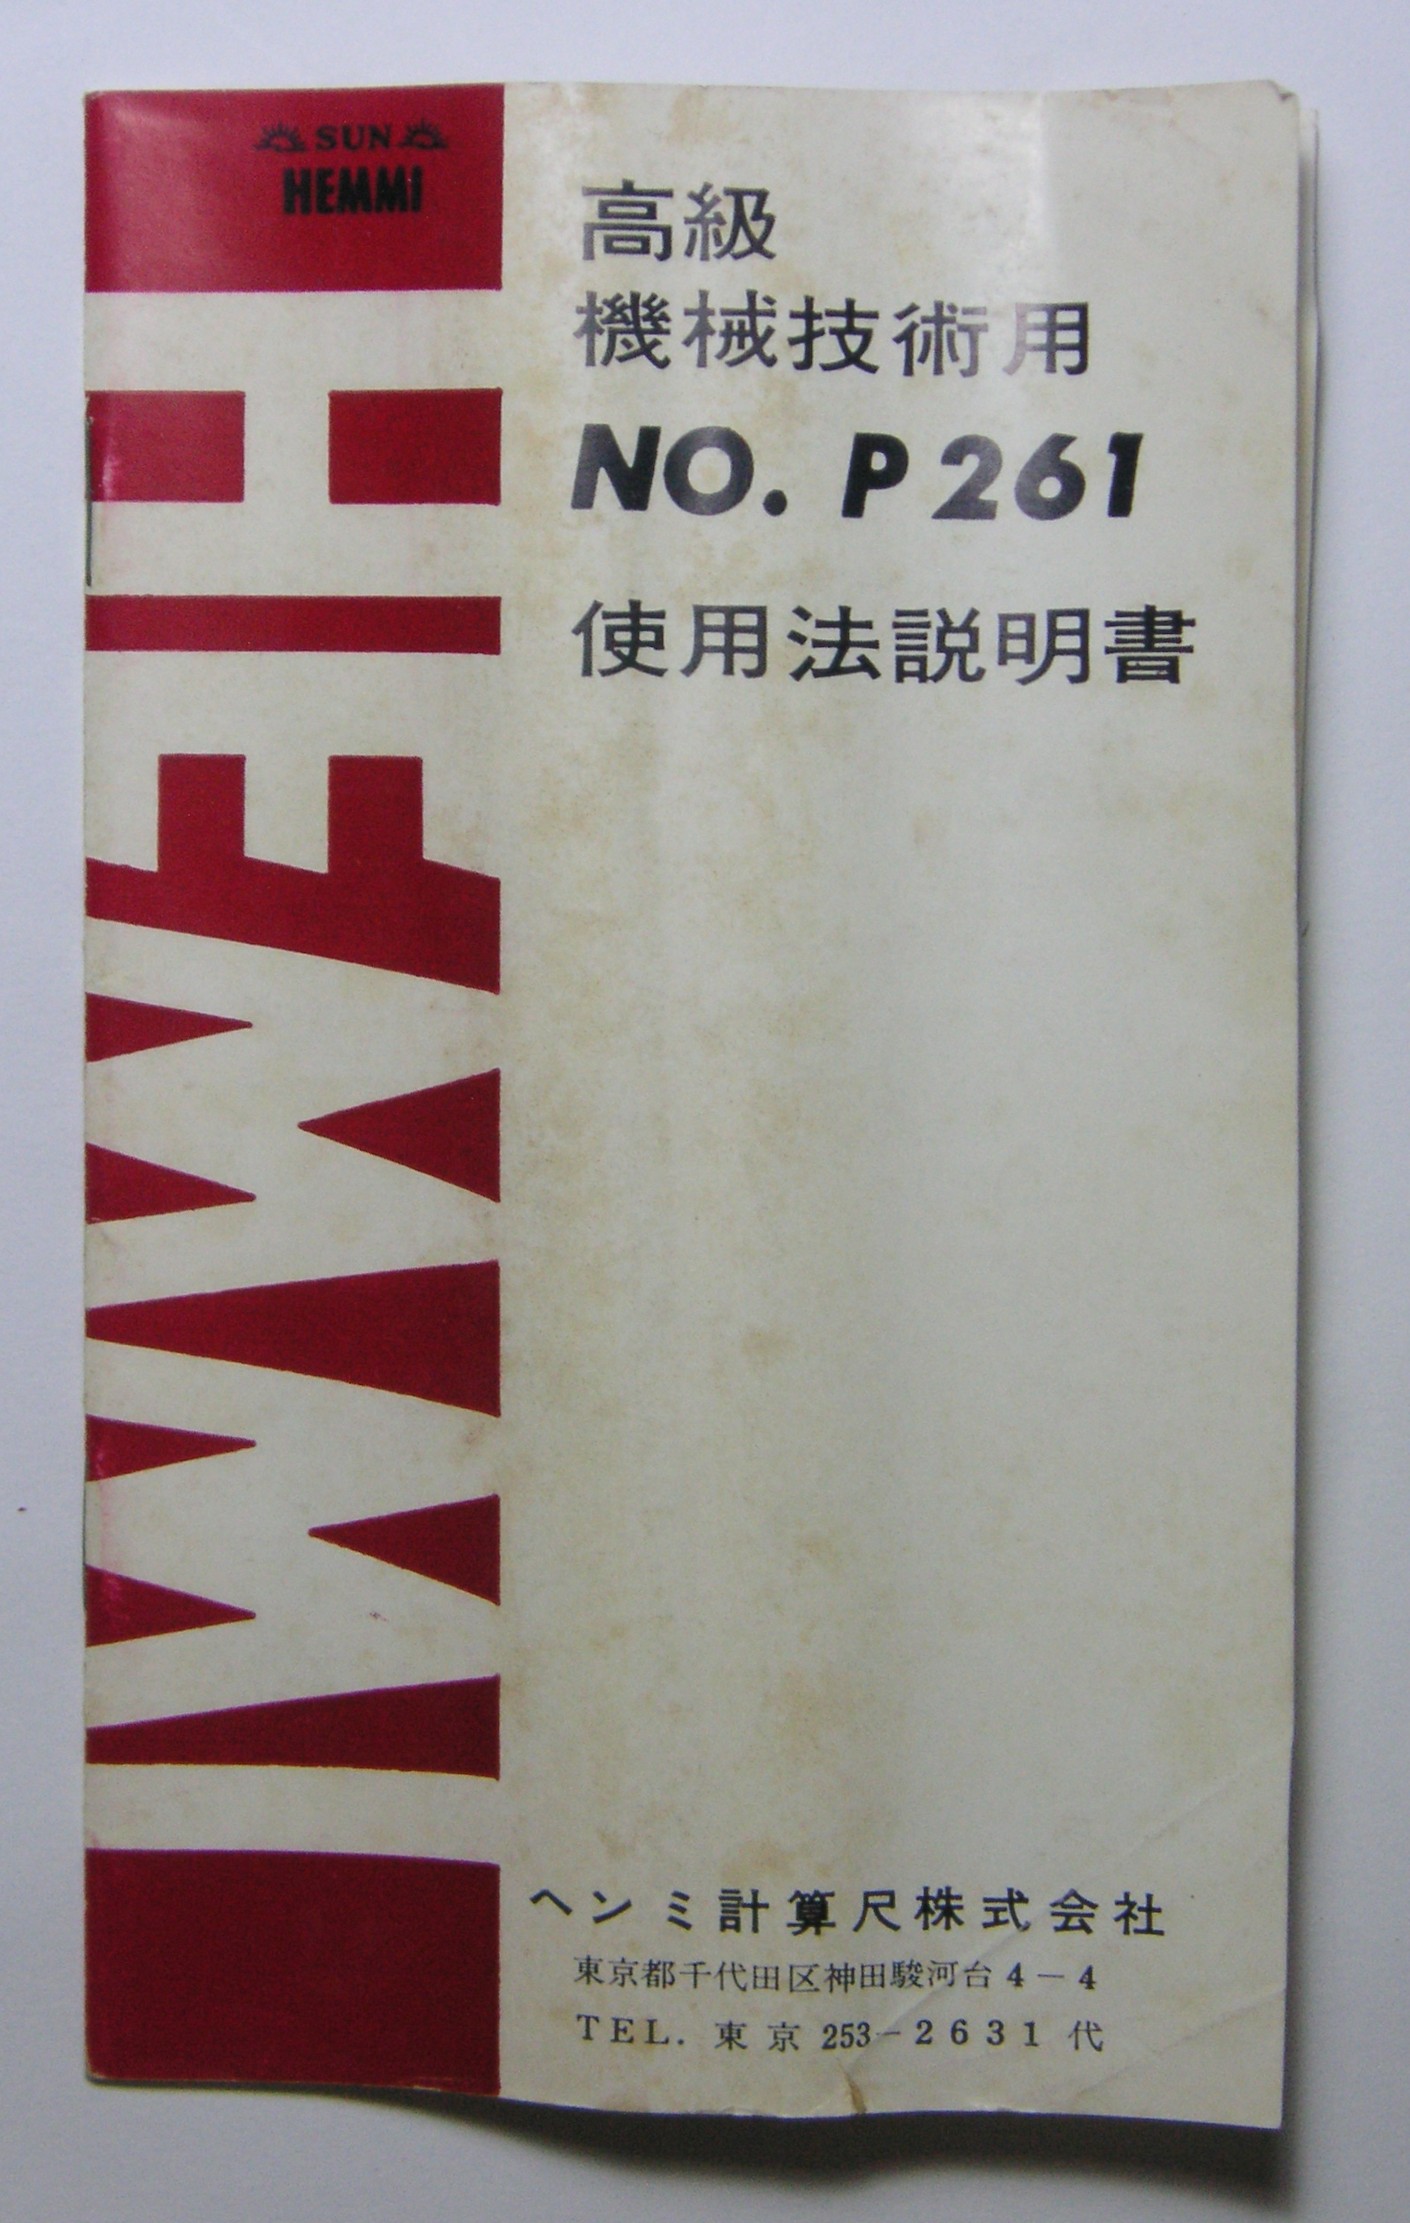 SUN
HEMMI
高級
機械技術用
NO. P261
使用法説明書
HEMMI
ヘンミ計算尺株式会社
東京都千代田区神田駿河台4-4
TEL. 東京 253-2631 代